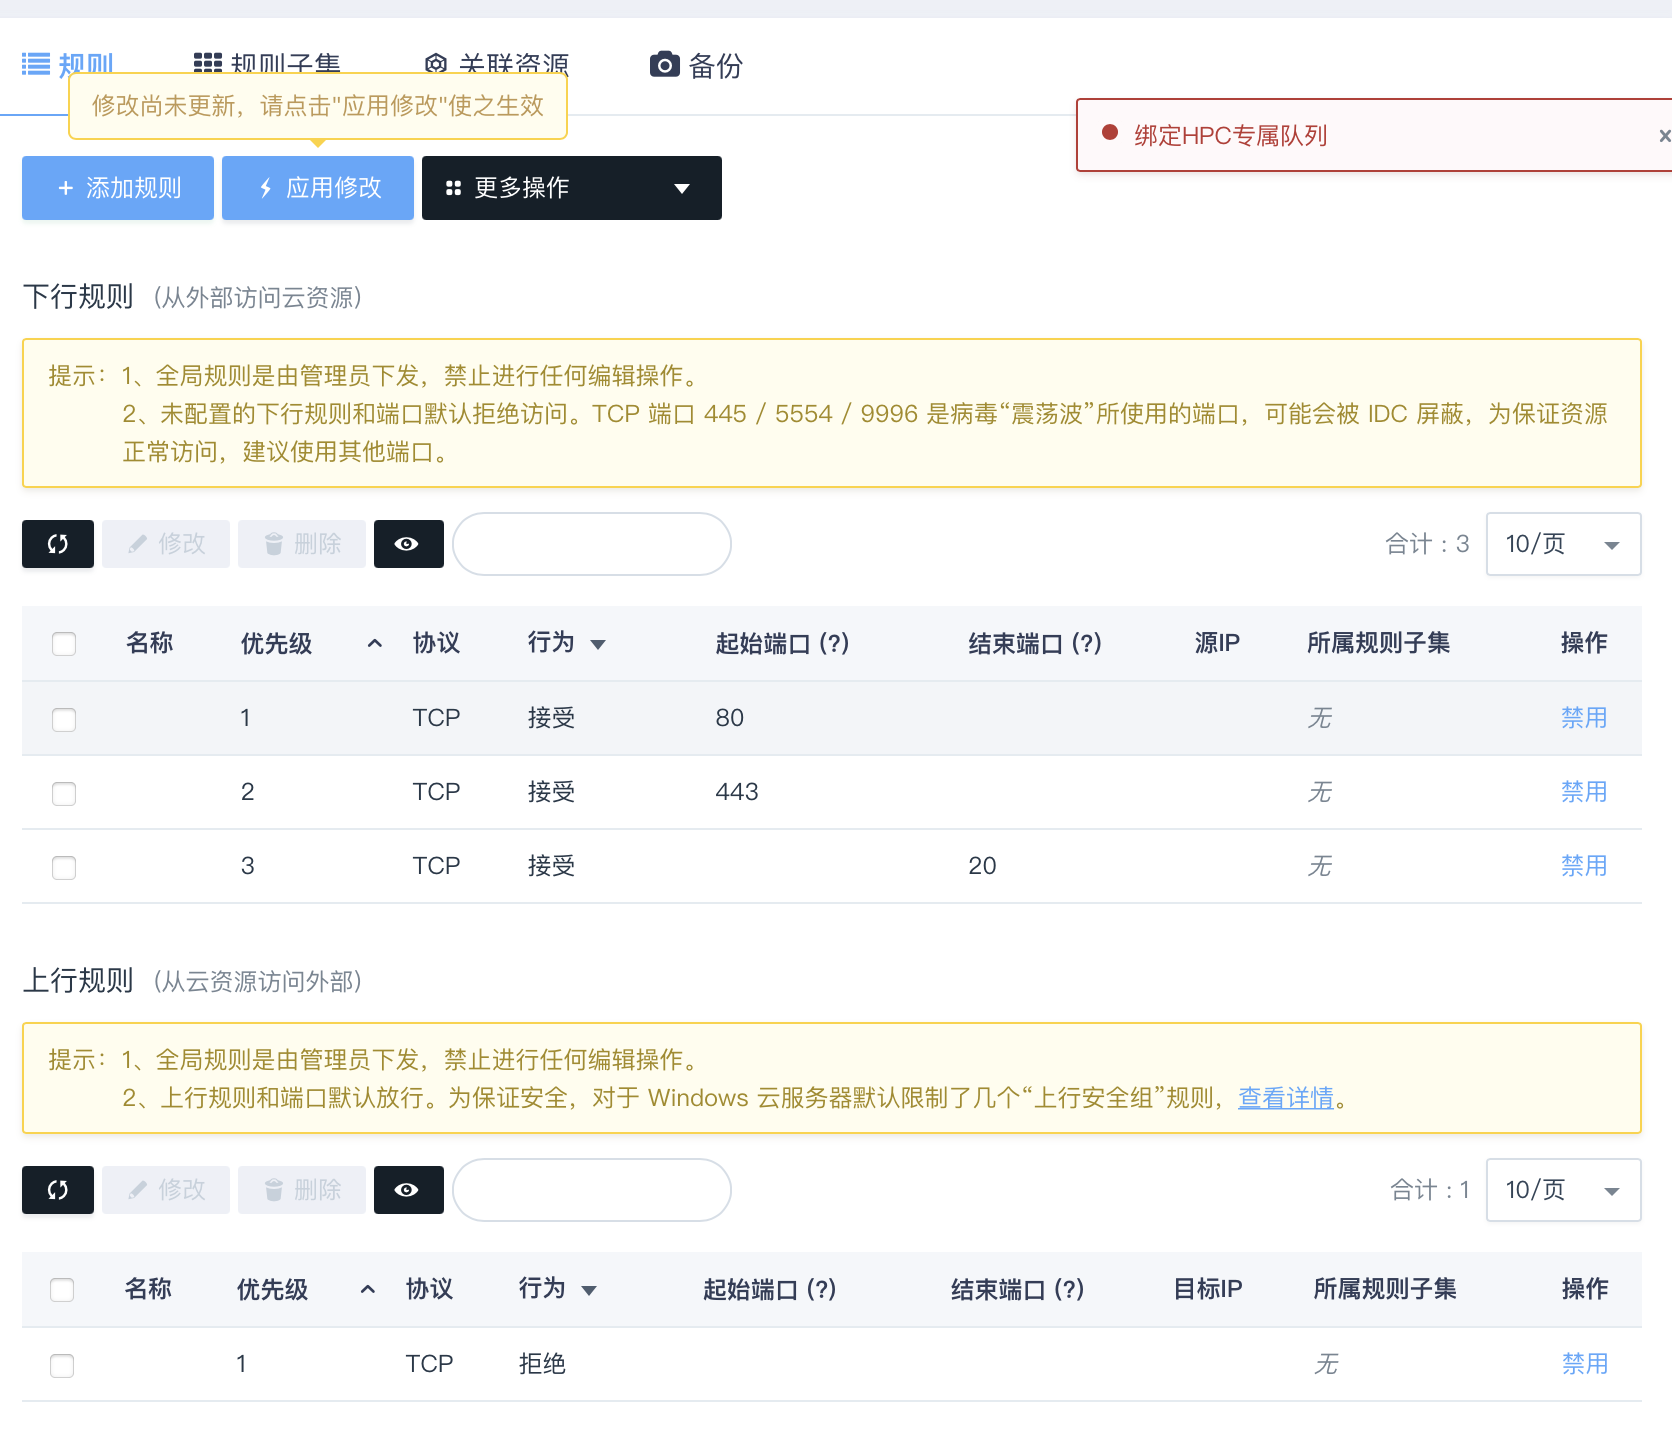 规则 规则子集 关联资源 备份
修改尚未更新，请点击"应用修改"使之生效
绑定HPC专属队列 ×
+ 添加规则 应用修改 更多操作
下行规则 (从外部访问云资源)
提示：1、全局规则是由管理员下发，禁止进行任何编辑操作。
2、未配置的下行规则和端口默认拒绝访问。TCP 端口 445 / 5554 / 9996 是病毒“震荡波”所使用的端口，可能会被 IDC 屏蔽，为保证资源
正常访问，建议使用其他端口。
修改 删除 合计：3 10/页
名称 优先级 协议 行为 起始端口 (?) 结束端口 (?) 源IP 所属规则子集 操作
1 TCP 接受 80 无 禁用
2 TCP 接受 443 无 禁用
3 TCP 接受 20 无 禁用
上行规则 (从云资源访问外部)
提示：1、全局规则是由管理员下发，禁止进行任何编辑操作。
2、上行规则和端口默认放行。为保证安全，对于 Windows 云服务器默认限制了几个“上行安全组”规则，查看详情。
修改 删除 合计：1 10/页
名称 优先级 协议 行为 起始端口 (?) 结束端口 (?) 目标IP 所属规则子集 操作
1 TCP 拒绝 无 禁用